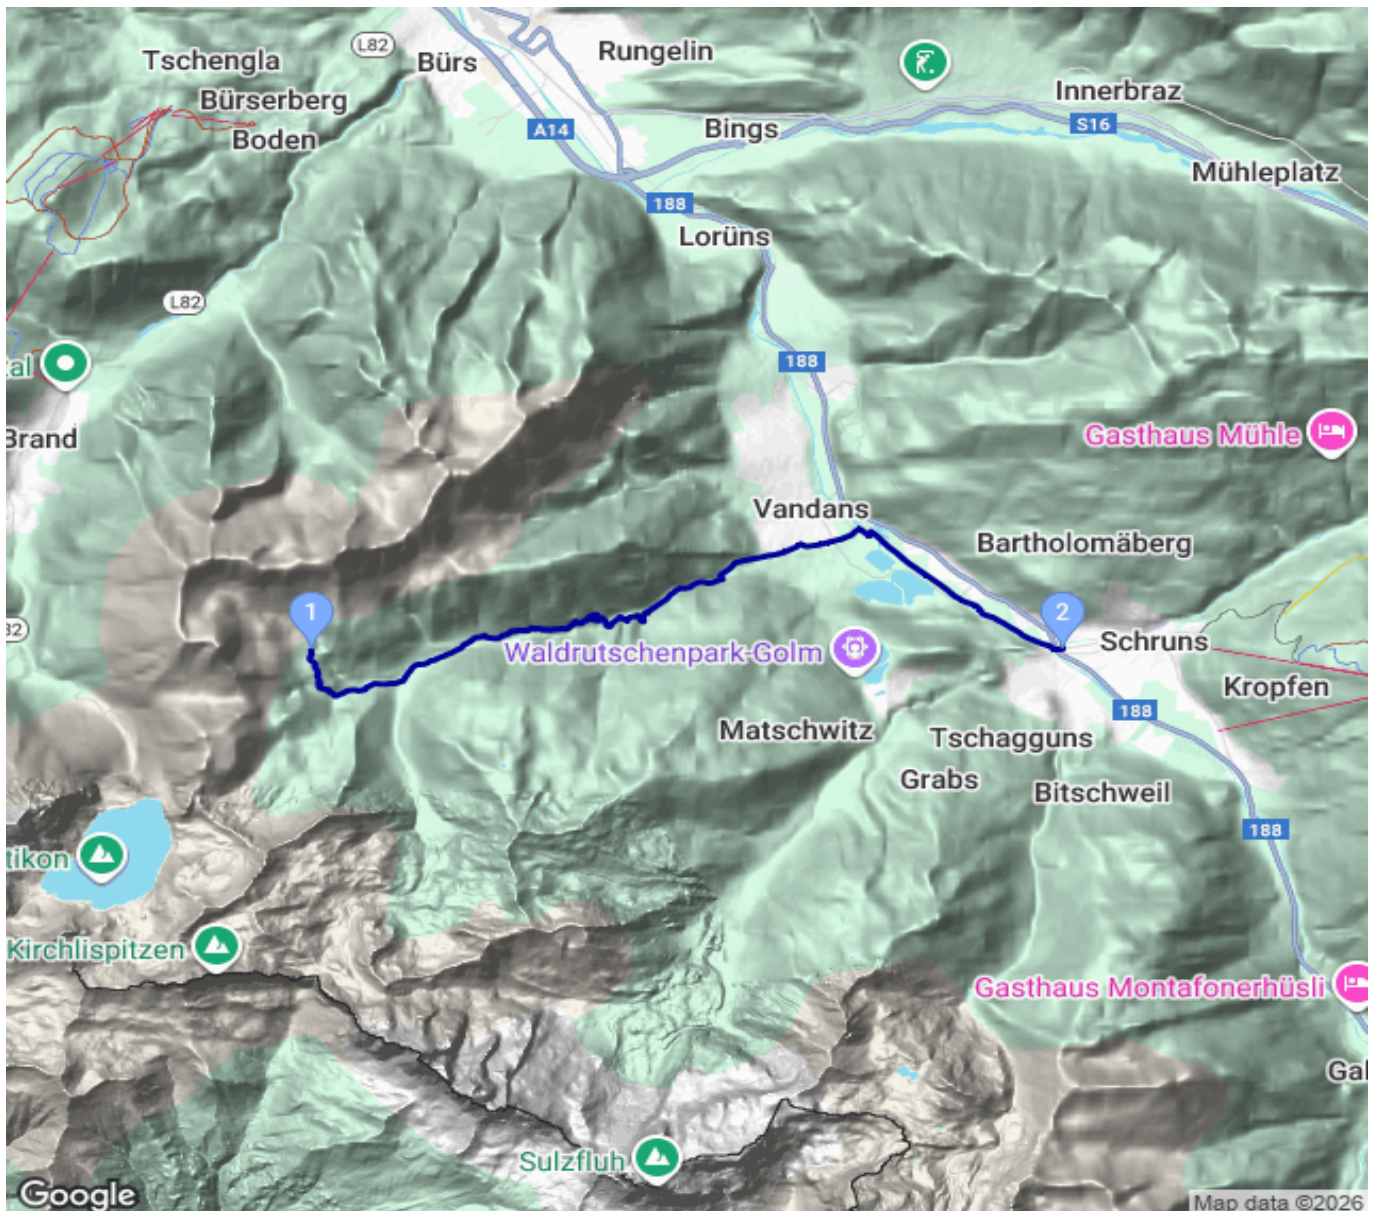 L82
Rungelin
Tschengla
Bürs
Bürserberg
Innerbraz
Boden
A14
Bings
S16
Mühleplatz
188
Lorüns
L82
188
tal
Brand
Gasthaus Mühle
Vandans
Bartholomäberg
1
2
32
Waldrutschenpark-Golm
Schruns
Kropfen
188
Matschwitz
Tschagguns
Grabs
Bitschweil
188
tikon
Kirchlispitzen
Gasthaus Montafonerhüsli
Gal
Sulzfluh
Google
Map data ©2026